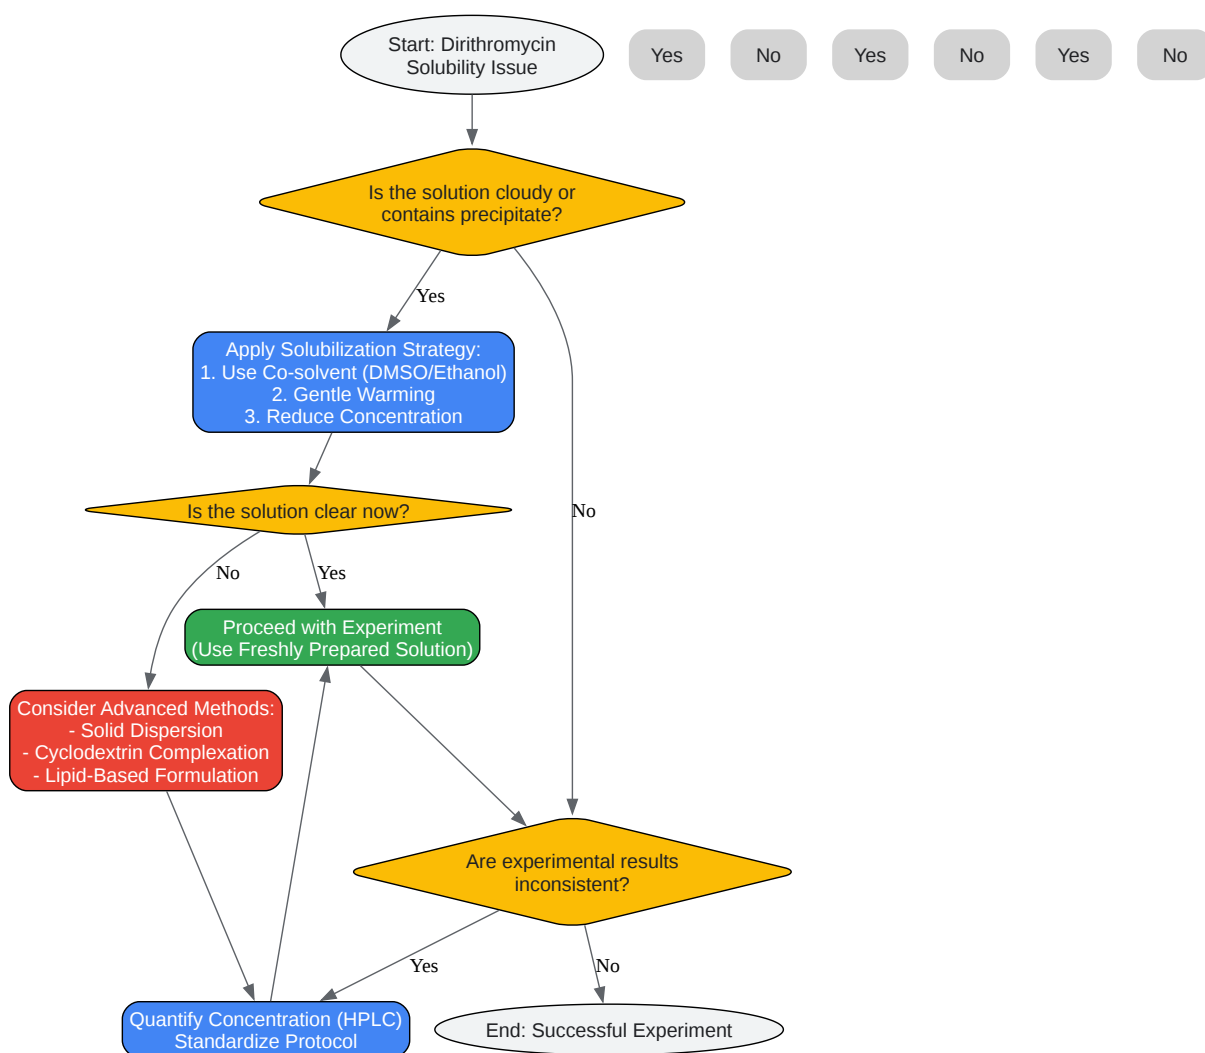 Start: Dirithromycin
Solubility Issue
Yes
No
Yes
No
Yes
No
Is the solution cloudy or
contains precipitate?
Yes
Apply Solubilization Strategy:
1. Use Co-solvent (DMSO/Ethanol)
2. Gentle Warming
3. Reduce Concentration
Is the solution clear now?
No
No
Yes
Proceed with Experiment
(Use Freshly Prepared Solution)
Consider Advanced Methods:
- Solid Dispersion
- Cyclodextrin Complexation
- Lipid-Based Formulation
Are experimental results
inconsistent?
Yes
No
Quantify Concentration (HPLC)
Standardize Protocol
End: Successful Experiment